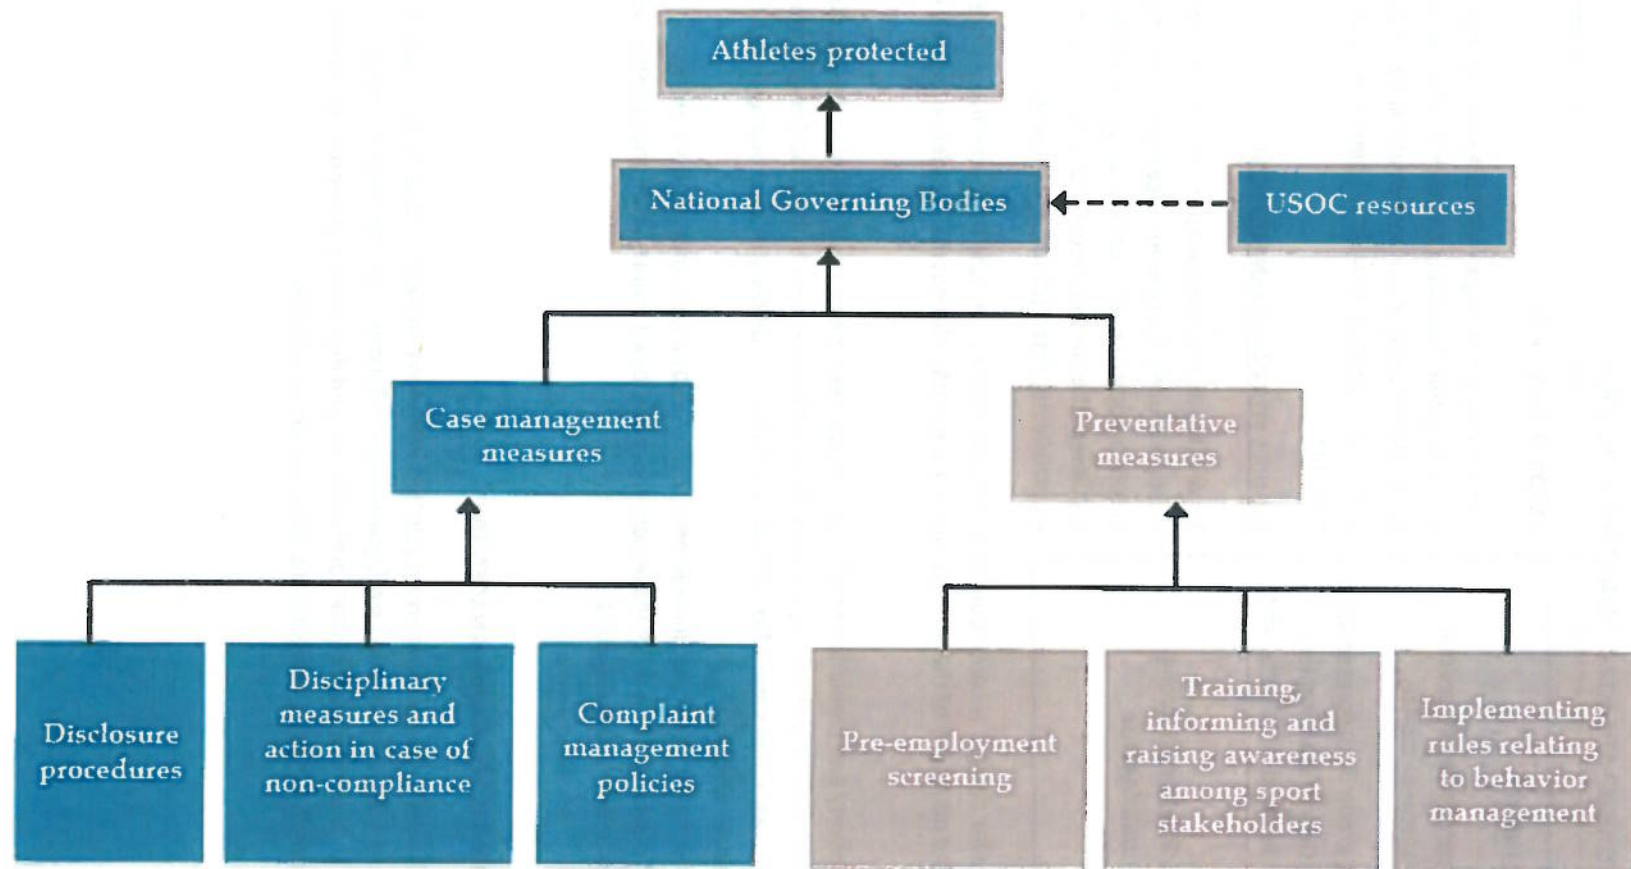 Athletes protected
National Governing Bodies
USOC resources
Case management
measures
Preventative
measures
Disclosure
procedures
Disciplinary
measures and
action in case of
non-compliance
Complaint
management
policies
Pre-employment
screening
Training,
informing and
raising awareness
among sport
stakeholders
Implementing
rules relating
to behavior
management